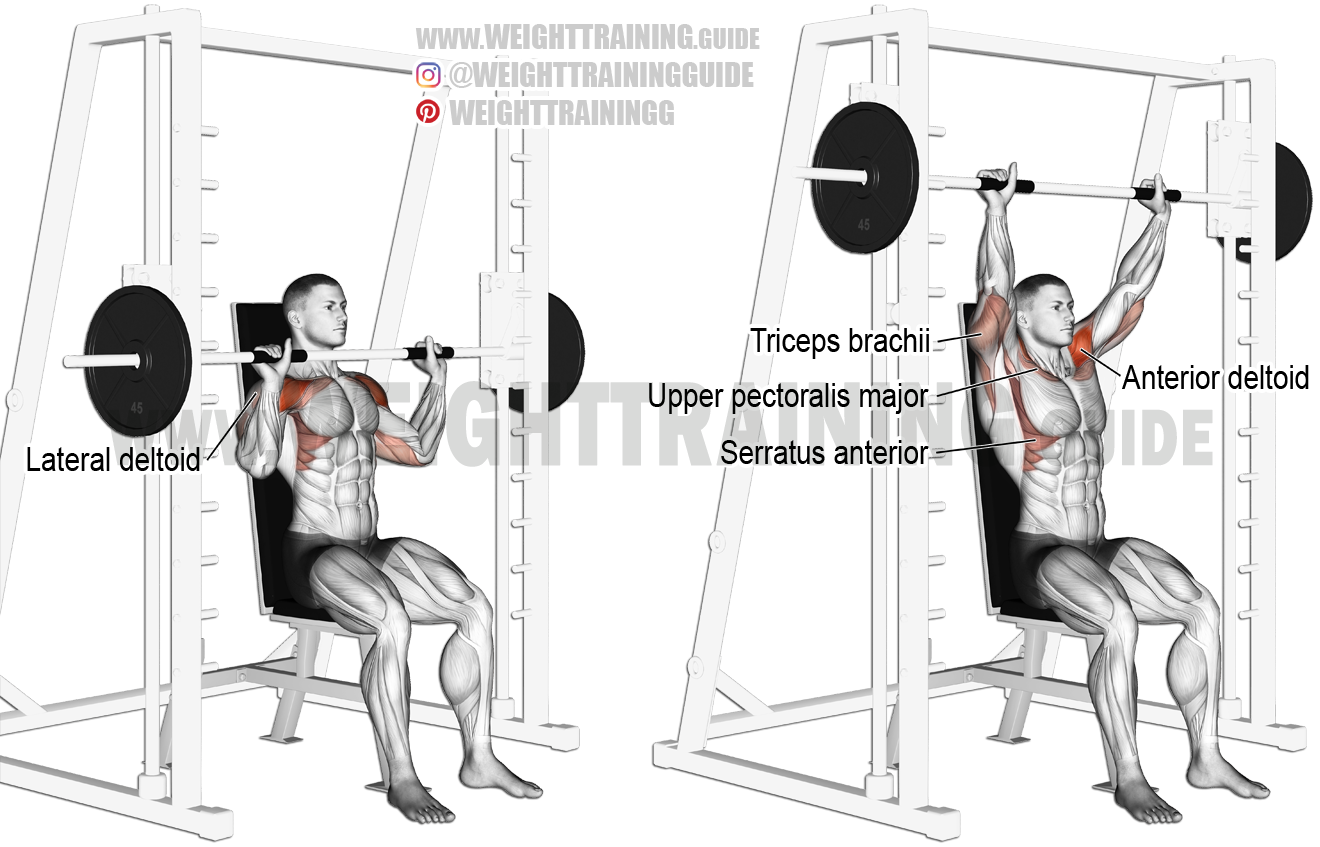 WWW.WEIGHTTRAINING.GUIDE
@WEIGHTTRAININGGUIDE
WEIGHTTRAININGG
45
45
Triceps brachii
Anterior deltoid
Upper pectoralis major
WWW.WEIGHTTRAINING.GUIDE
Serratus anterior
Lateral deltoid